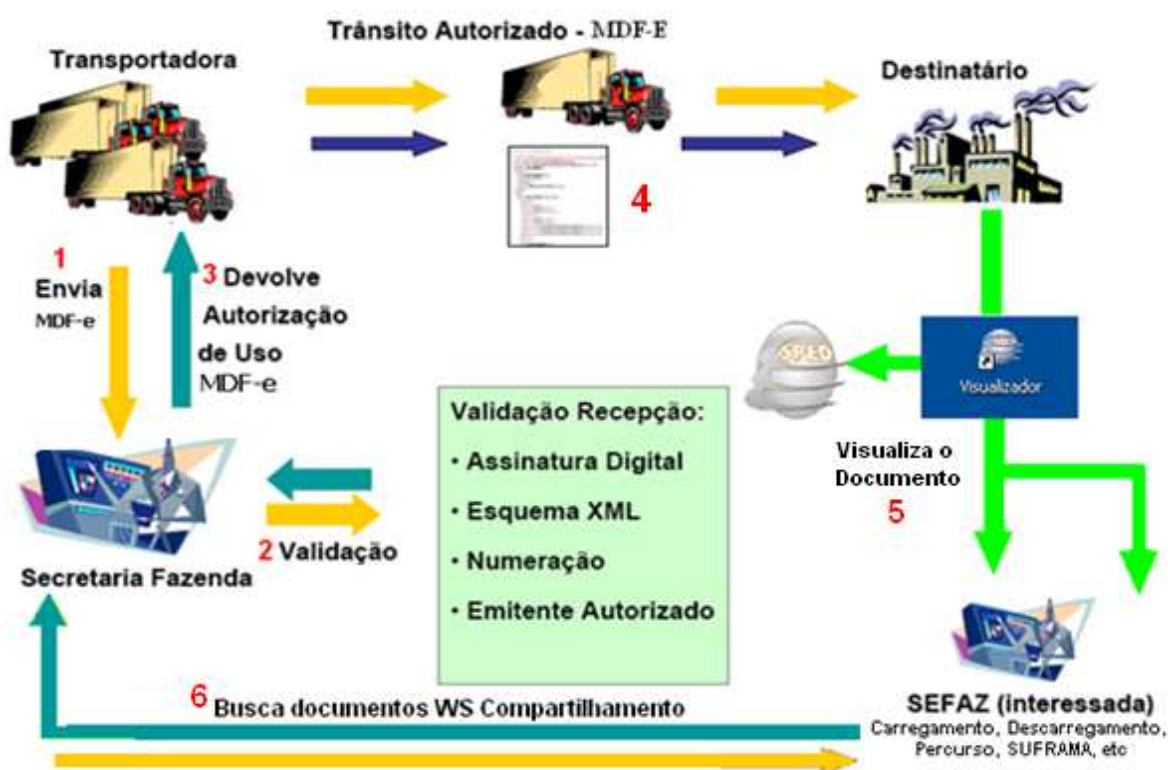 Trânsito Autorizado - MDF-E
Transportadora
Destinatário
4
1
Envia
MDF-e
3 Devolve
Autorização
de Uso
MDF-e
SPED
Visualizador
Validação Recepção:
• Assinatura Digital
• Esquema XML
• Numeração
• Emitente Autorizado
Visualiza o
Documento
5
2 Validação
Secretaria Fazenda
6 Busca documentos WS Compartilhamento
SEFAZ (interessada)
Carregamento, Descarregamento,
Percurso, SUFRAMA, etc